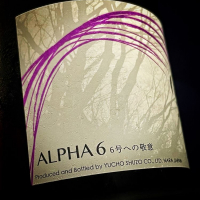 ALPHA 6 6号への敬意
Produced and Bottled by YUCHO SHUZO CO., LTD. NARA JAPAN